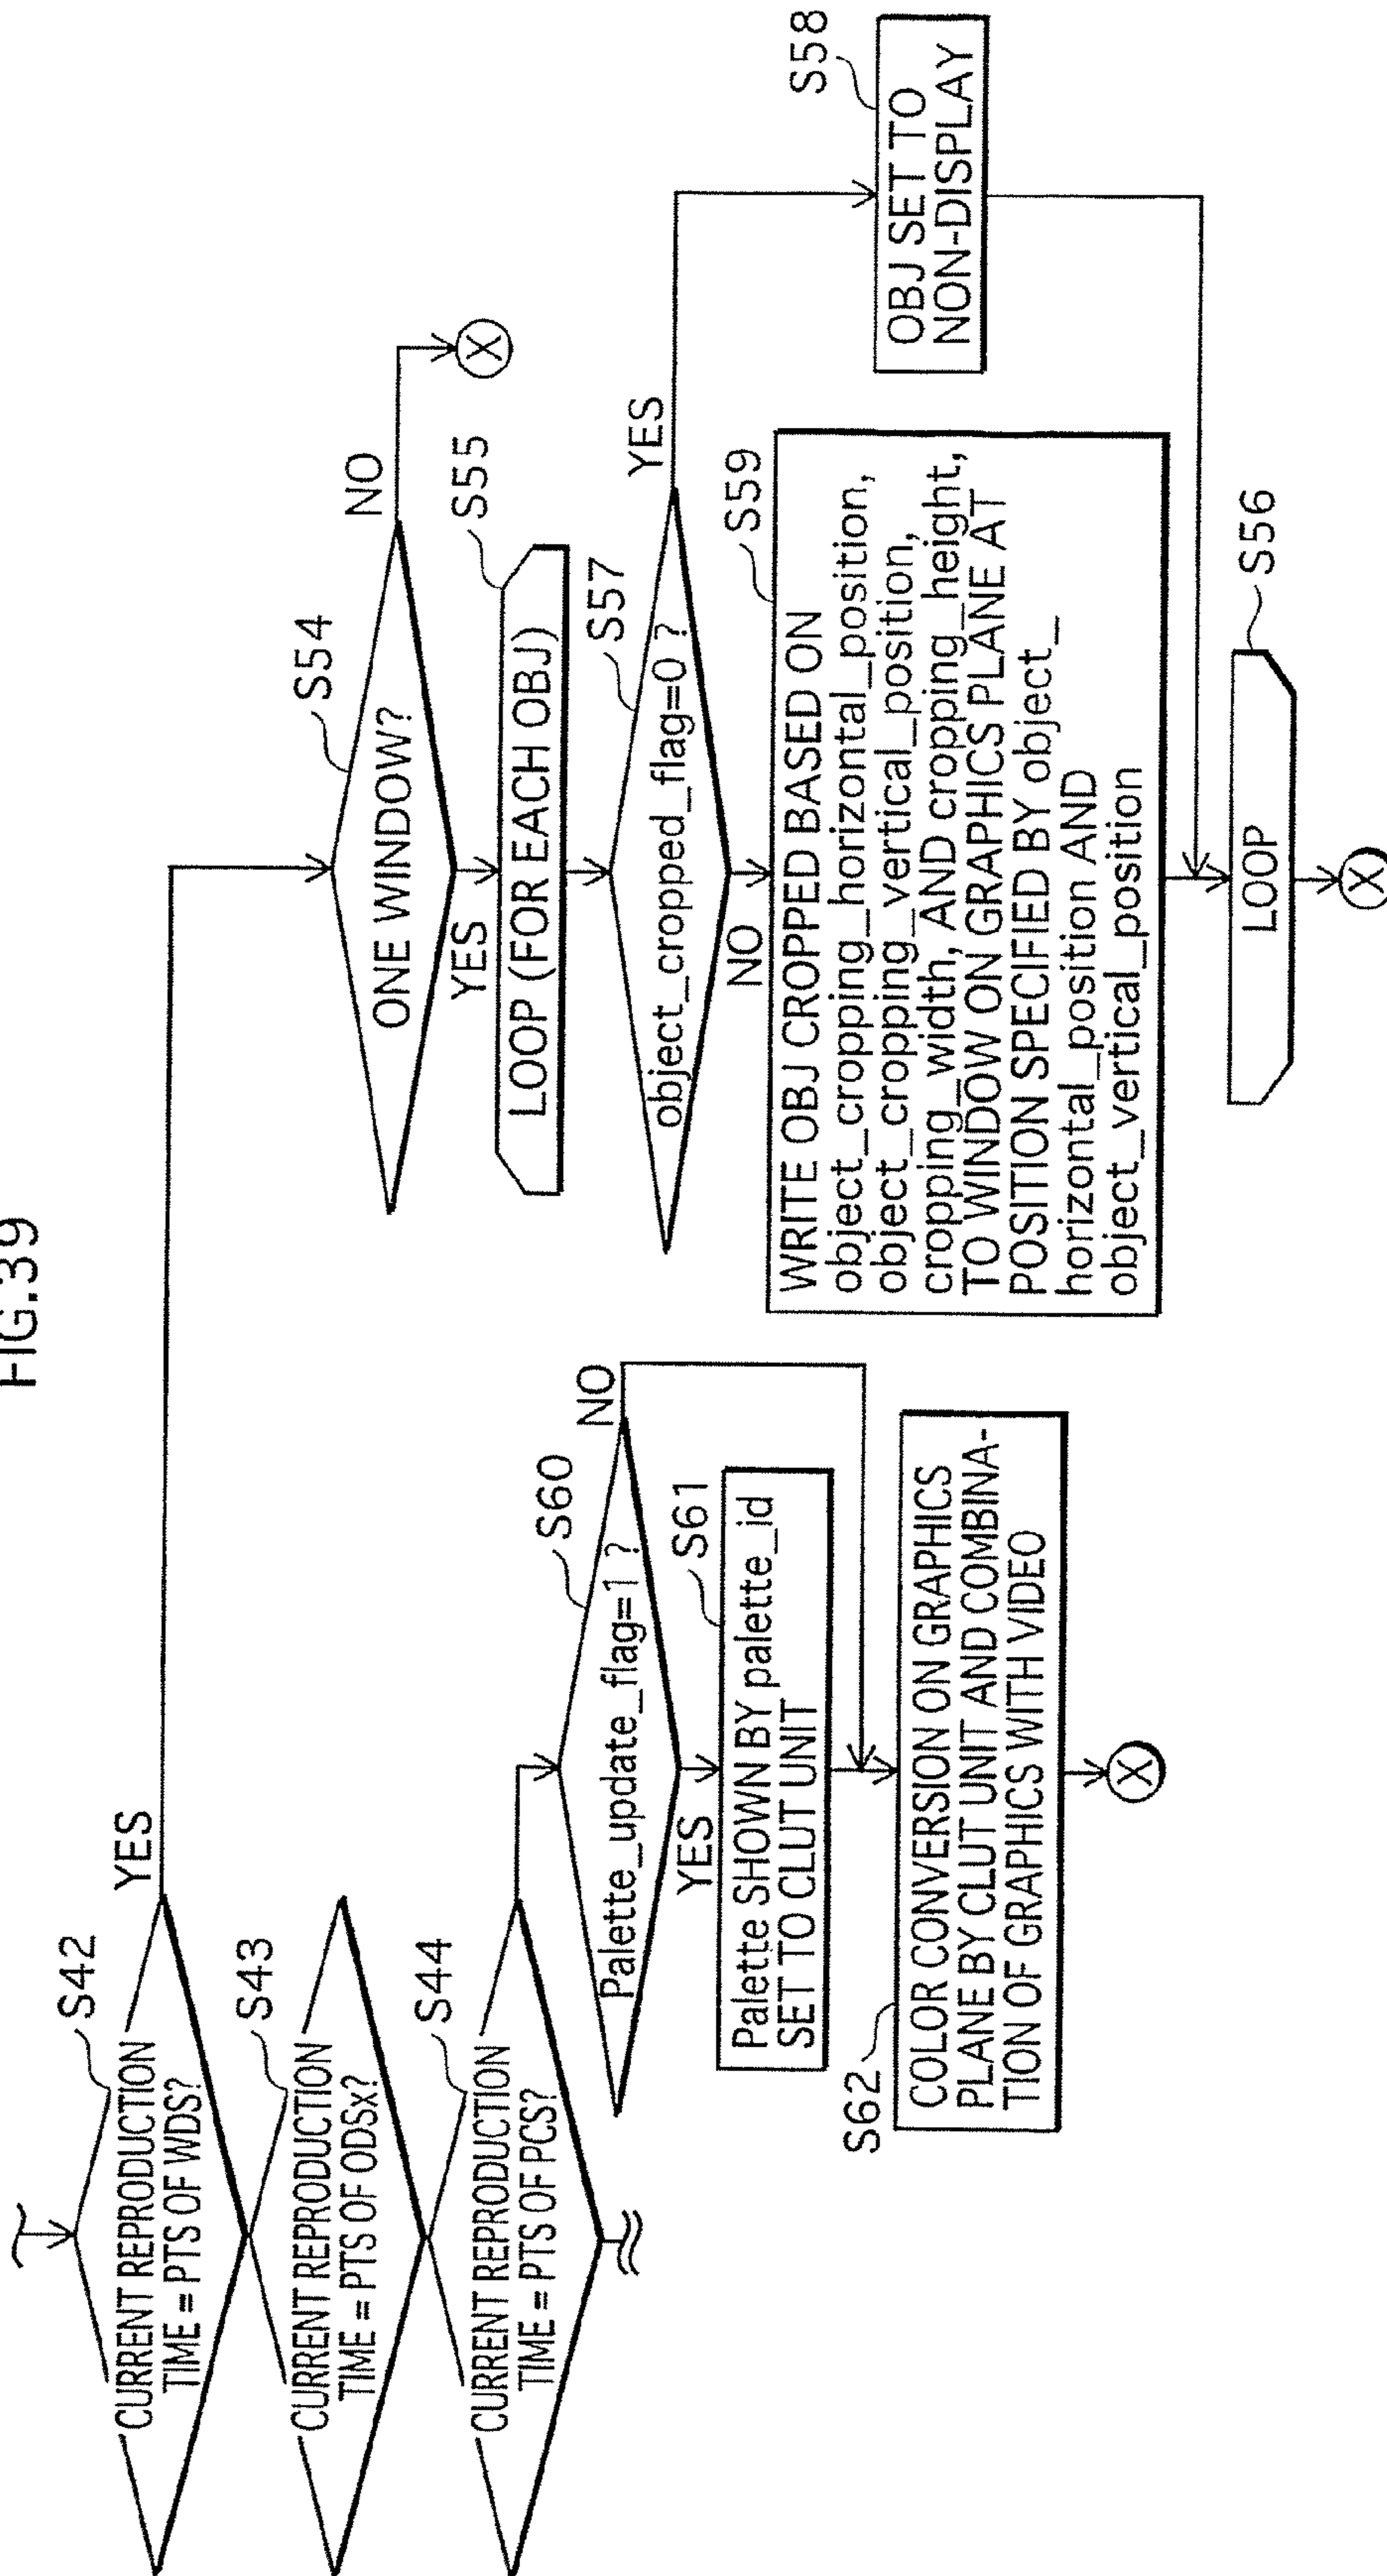 FIG.39
S42
CURRENT REPRODUCTION
TIME = PTS OF WDS?
YES
S43
CURRENT REPRODUCTION
TIME = PTS OF ODSx?
S44
CURRENT REPRODUCTION
TIME = PTS OF PCS?
S60
Palette_update_flag=1 ?
NO
YES
S61
Palette SHOWN BY palette_id
SET TO CLUT UNIT
S62
COLOR CONVERSION ON GRAPHICS
PLANE BY CLUT UNIT AND COMBINA-
TION OF GRAPHICS WITH VIDEO
X
S54
ONE WINDOW?
NO
X
YES
S55
LOOP (FOR EACH OBJ)
S57
object_cropped_flag=0 ?
YES
NO
S58
OBJ SET TO
NON-DISPLAY
S59
WRITE OBJ CROPPED BASED ON
object_cropping_horizontal_position,
object_cropping_vertical_position,
cropping_width, AND cropping_height,
TO WINDOW ON GRAPHICS PLANE AT
POSITION SPECIFIED BY object_
horizontal_position AND
object_vertical_position
S56
LOOP
X